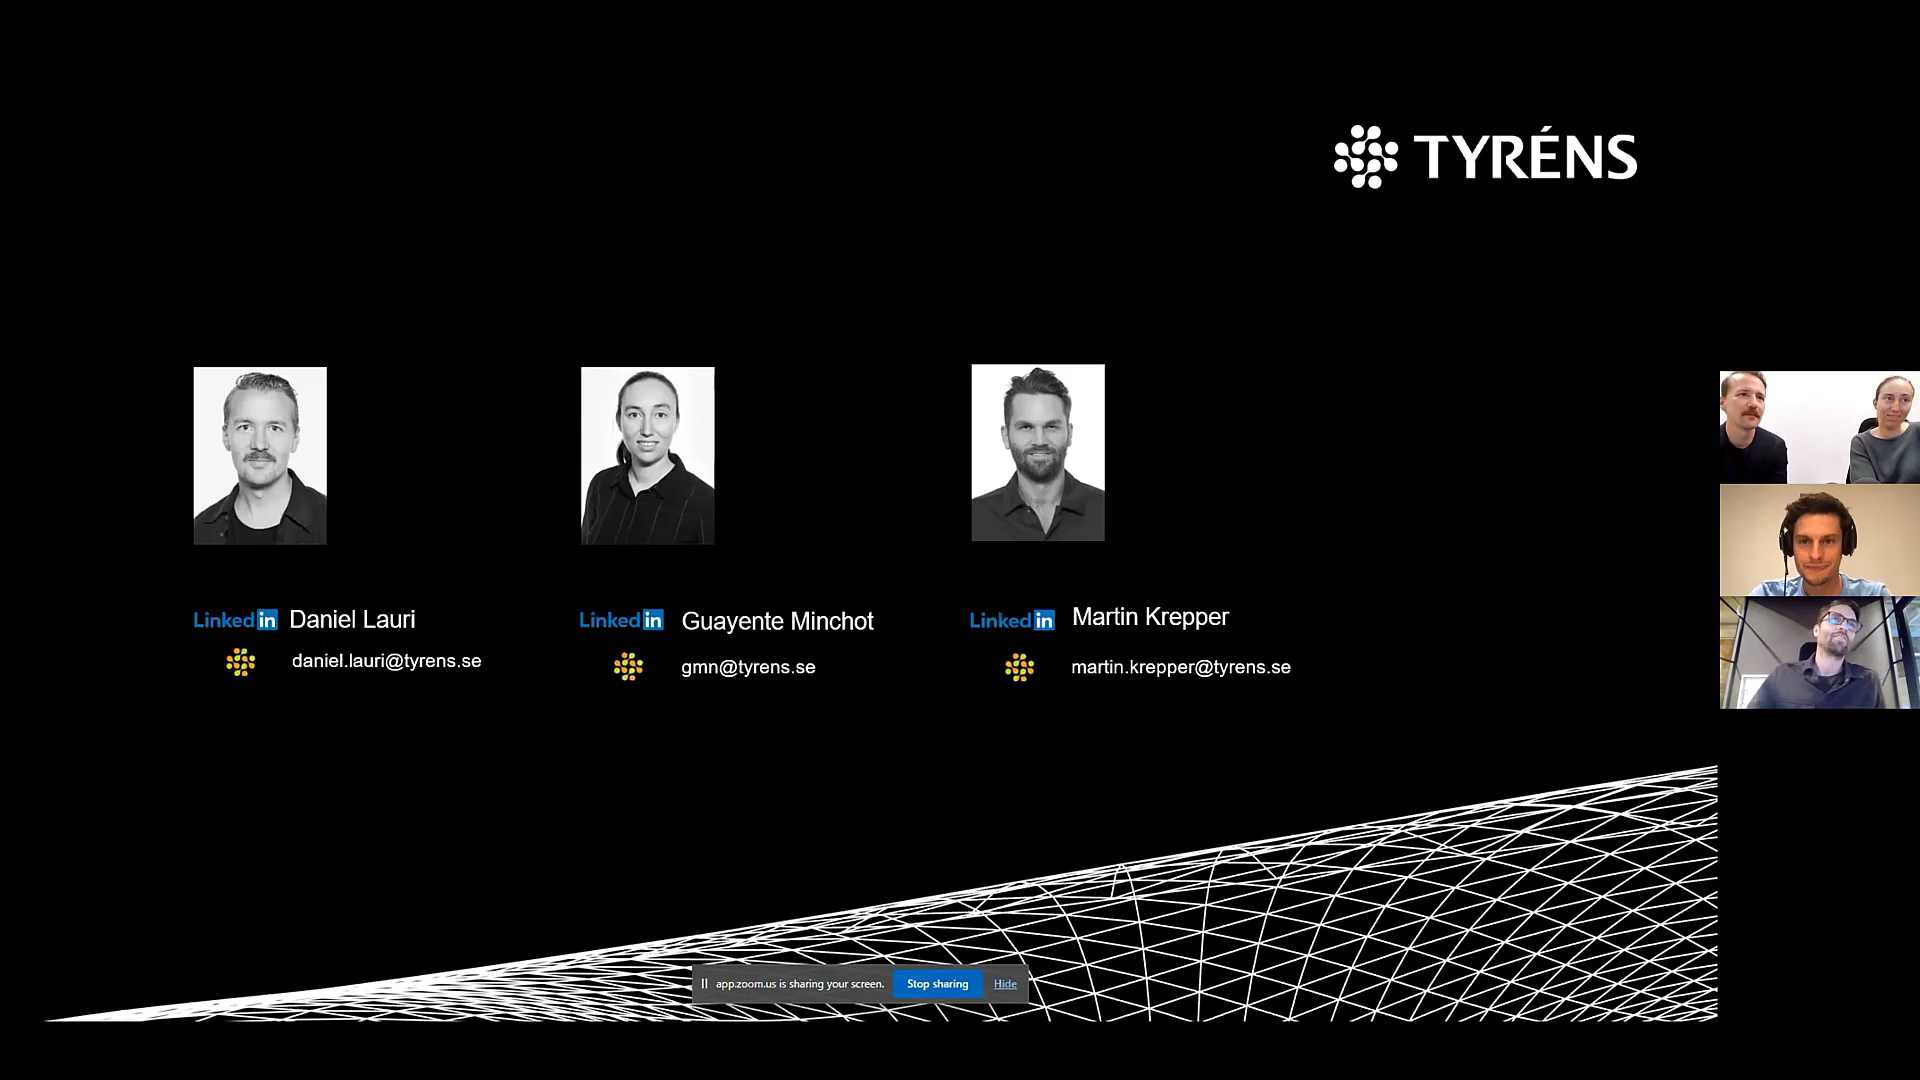 TYRÉNS
Linked in Daniel Lauri
daniel.lauri@tyrens.se
Linked in Guayente Minchot
gmn@tyrens.se
Linked in Martin Krepper
martin.krepper@tyrens.se
app.zoom.us is sharing your screen. Stop sharing Hide